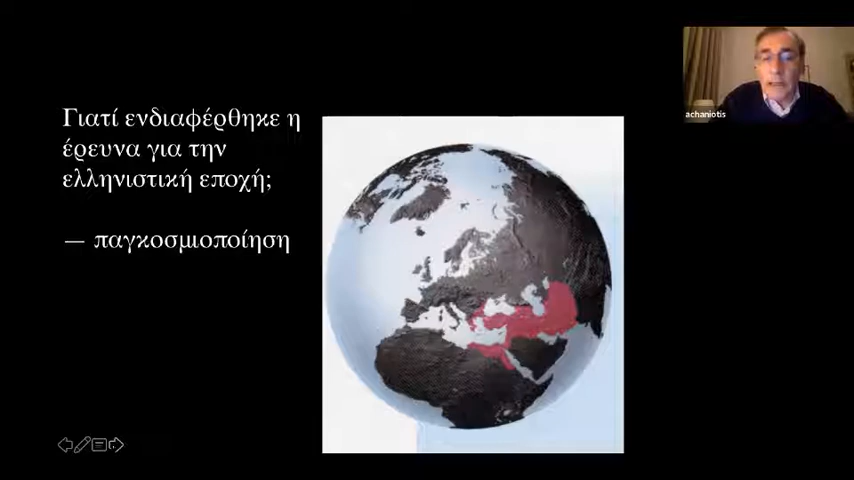 Γιατί ενδιαφέρθηκε η
έρευνα για την
ελληνιστική εποχή;
— παγκοσμιοποίηση
achaniotis